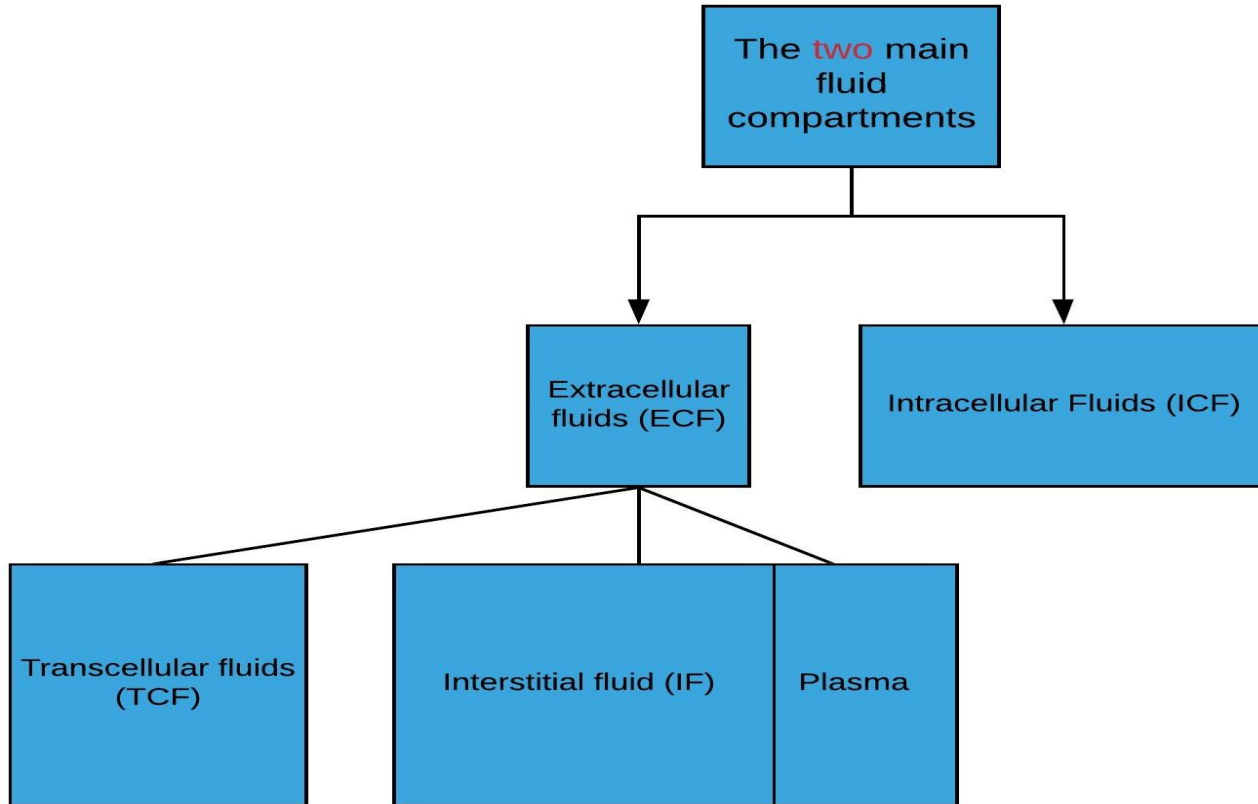 The two main
fluid
compartments
Extracellular
fluids (ECF)
Intracellular Fluids (ICF)
Transcellular fluids
(TCF)
Interstitial fluid (IF)
Plasma